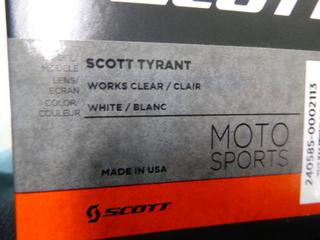 SCOTT
MODÈLE
SCOTT TYRANT
LENS/
ECRAN
WORKS CLEAR / CLAIR
COLOR/
COULEUR
WHITE / BLANC
MOTO
SPORTS
MADE IN USA
240585-0002113
SCOTT